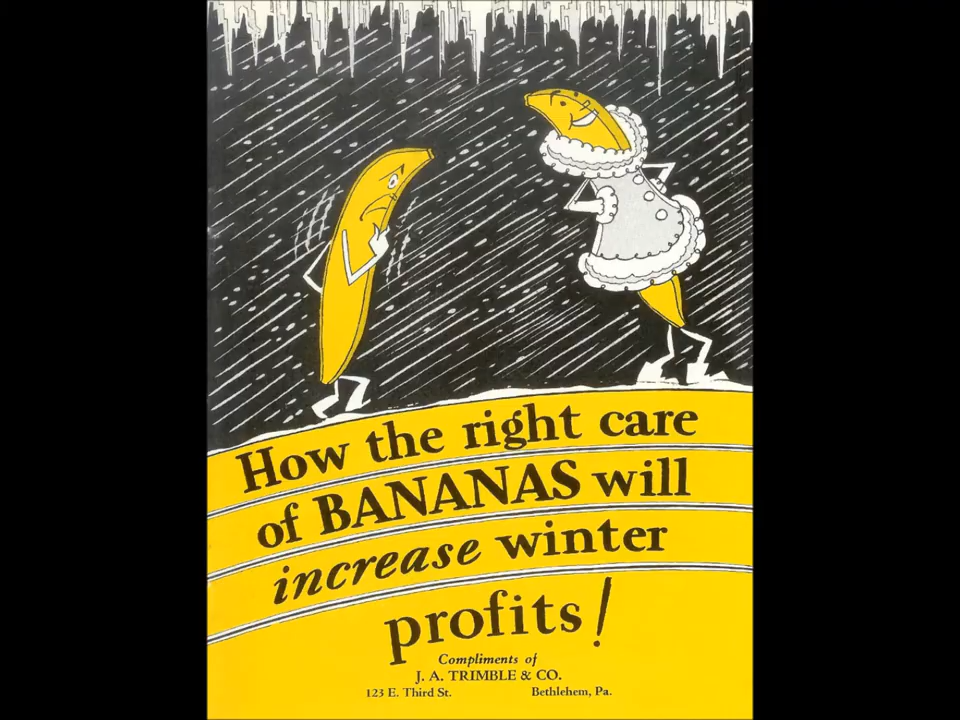 How the right care
of BANANAS will
increase winter
profits!
Compliments of
J. A. TRIMBLE & CO.
123 E. Third St. Bethlehem, Pa.